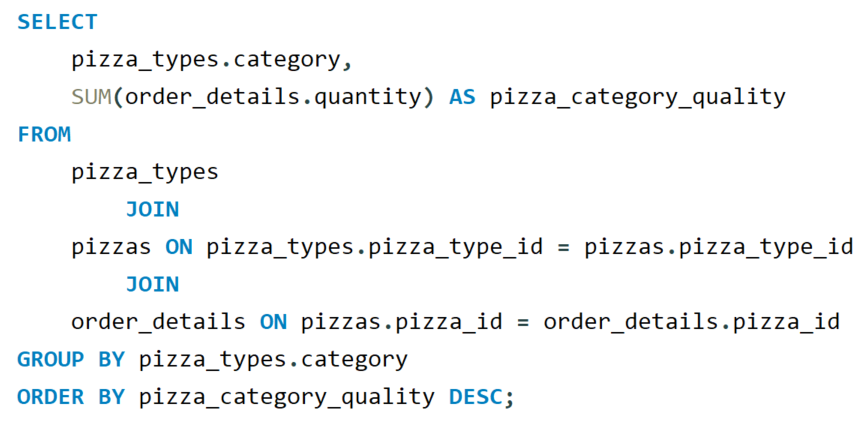 SELECT
pizza_types.category,
SUM(order_details.quantity) AS pizza_category_quality
FROM
pizza_types
JOIN
pizzas ON pizza_types.pizza_type_id = pizzas.pizza_type_id
JOIN
order_details ON pizzas.pizza_id = order_details.pizza_id
GROUP BY pizza_types.category
ORDER BY pizza_category_quality DESC;